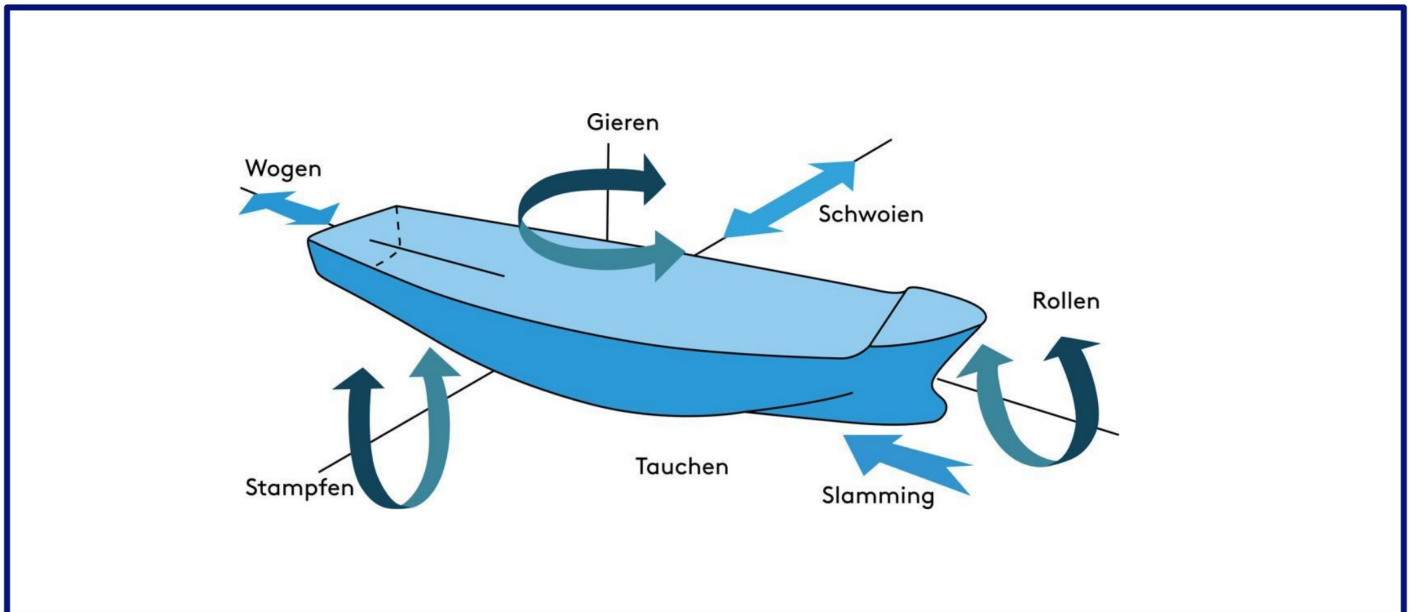 Gieren
Wogen
Schwoien
Rollen
Tauchen
Stampfen
Slamming